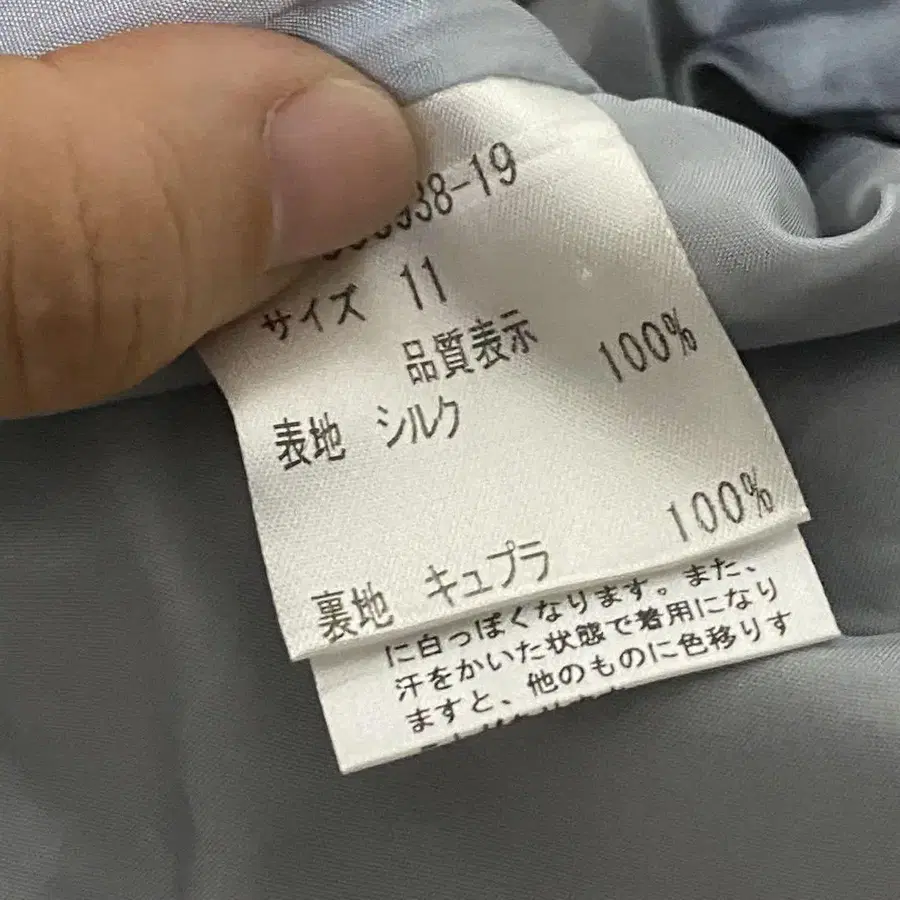 938-19
サイズ 11
品質表示
表地 シルク 100%
裏地 キュプラ 100%
に白っぽくなります。また、
汗をかいた状態で着用になり
ますと、他のものに色移りす